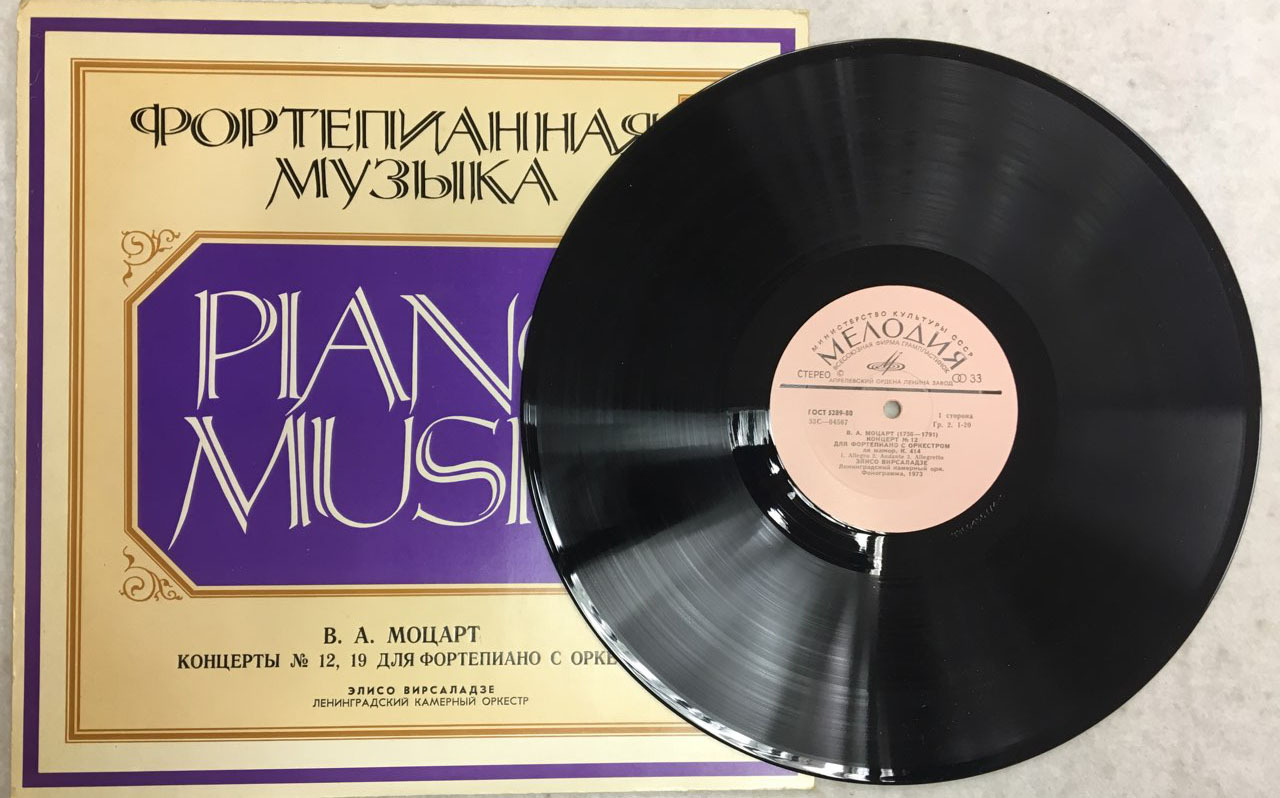 ФОРТЕПИАННАЯ
МУЗЫКА
PIANO
MUSI
В. А. МОЦАРТ
КОНЦЕРТЫ № 12, 19 ДЛЯ ФОРТЕПИАНО С ОРКЕ
ЭЛИСО ВИРСАЛАДЗЕ
ЛЕНИНГРАДСКИЙ КАМЕРНЫЙ ОРКЕСТР
МИНИСТЕРСТВО КУЛЬТУРЫ СССР
МЕЛОДИЯ
ВСЕСОЮЗНАЯ ФИРМА ГРАМПЛАСТИНОК
СТЕРЕО © 33
АПРЕЛЕВСКИЙ ОРДЕНА ЛЕНИНА ЗАВОД
ГОСТ 5289-80 1 сторона
33С—04567 Гр. 2. 1-20
В. А. МОЦАРТ (1756—1791)
КОНЦЕРТ № 12
ДЛЯ ФОРТЕПИАНО С ОРКЕСТРОМ
ля мажор, К. 414
1. Allegro 2. Andante 3. Allegretto
ЭЛИСО ВИРСАЛАДЗЕ
Ленинградский камерный орк.
Фонограмма, 1973